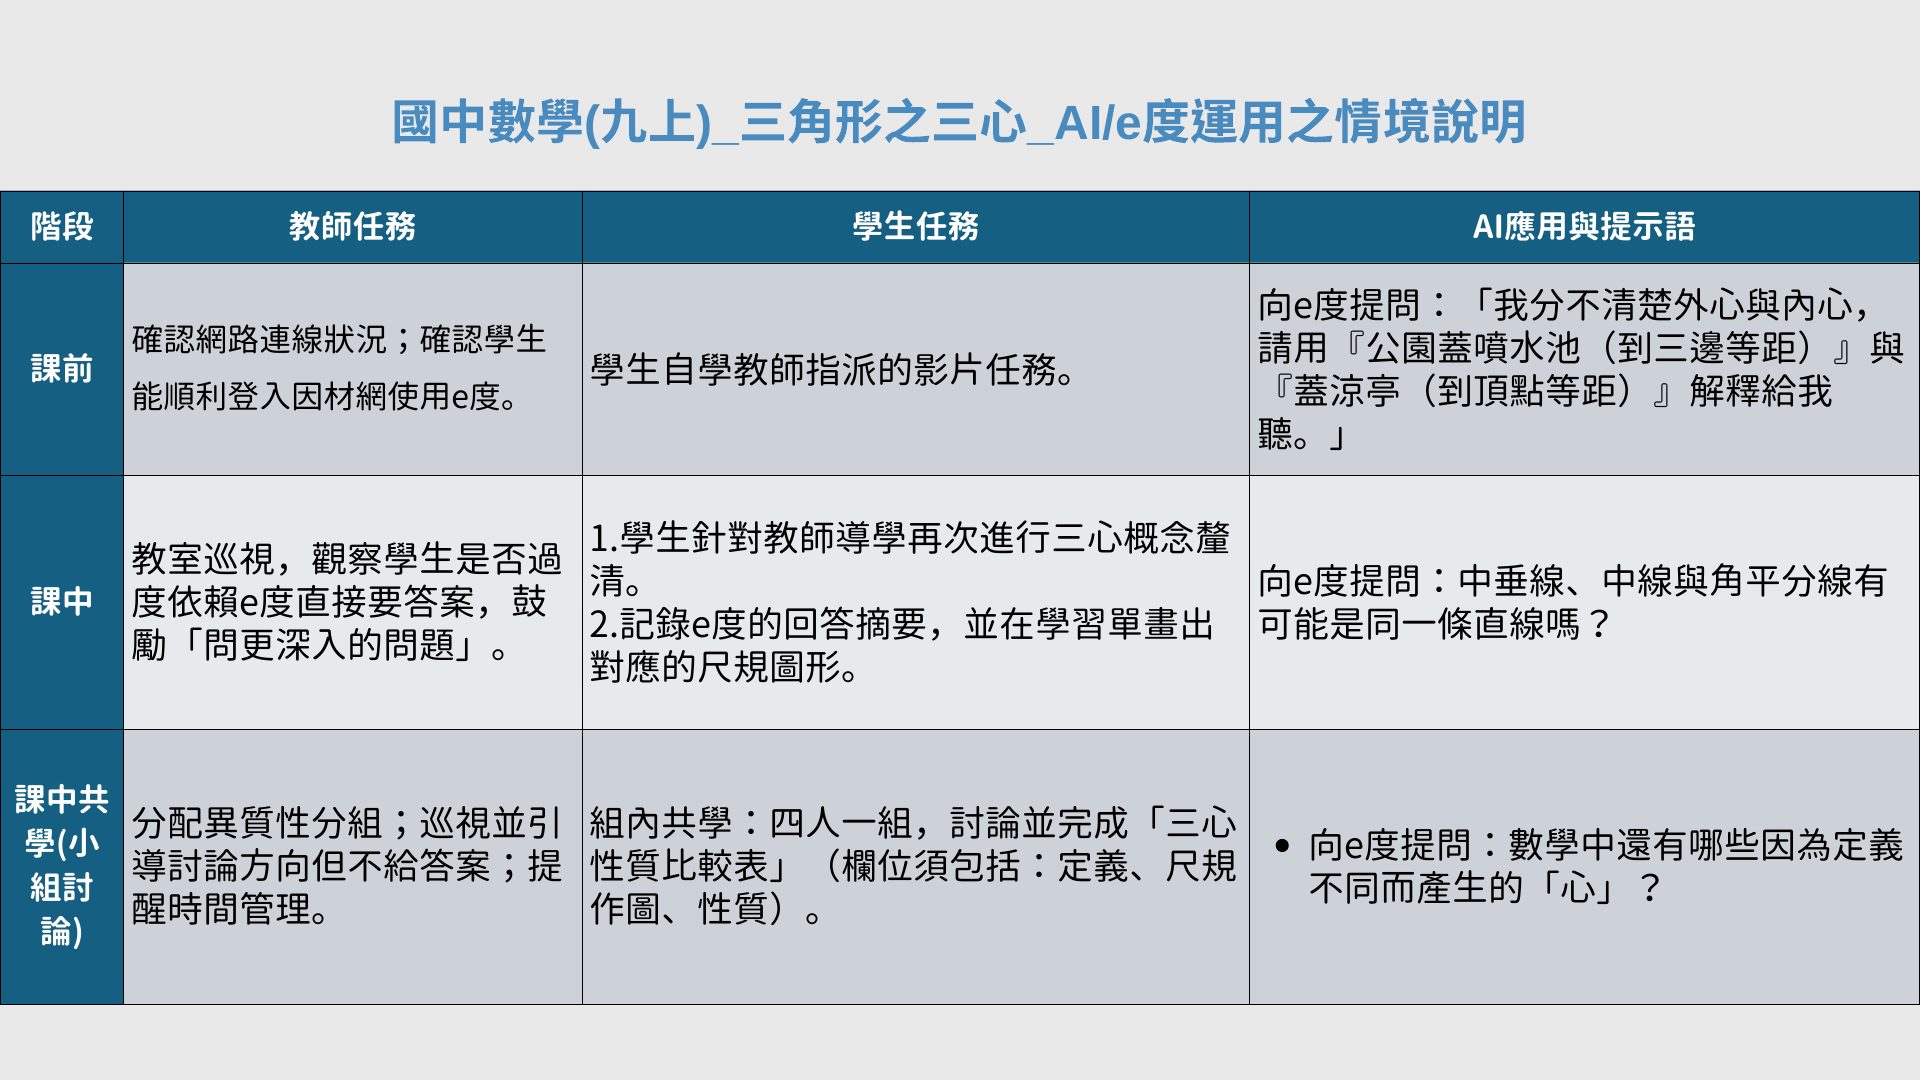 國中數學(九上)_三角形之三心_AI/e度運用之情境說明
階段
教師任務
學生任務
AI應用與提示語
課前
確認網路連線狀況；確認學生
能順利登入因材網使用e度。
學生自學教師指派的影片任務。
向e度提問：「我分不清楚外心與內心，
請用『公園蓋噴水池（到三邊等距）』與
『蓋涼亭（到頂點等距）』解釋給我
聽。」
課中
教室巡視，觀察學生是否過
度依賴e度直接要答案，鼓
勵「問更深入的問題」。
1.學生針對教師導學再次進行三心概念釐
清。
2.記錄e度的回答摘要，並在學習單畫出
對應的尺規圖形。
向e度提問：中垂線、中線與角平分線有
可能是同一條直線嗎？
課中共
學(小
組討
論)
分配異質性分組；巡視並引
導討論方向但不給答案；提
醒時間管理。
組內共學：四人一組，討論並完成「三心
性質比較表」（欄位須包括：定義、尺規
作圖、性質）。
• 向e度提問：數學中還有哪些因為定義
不同而產生的「心」？